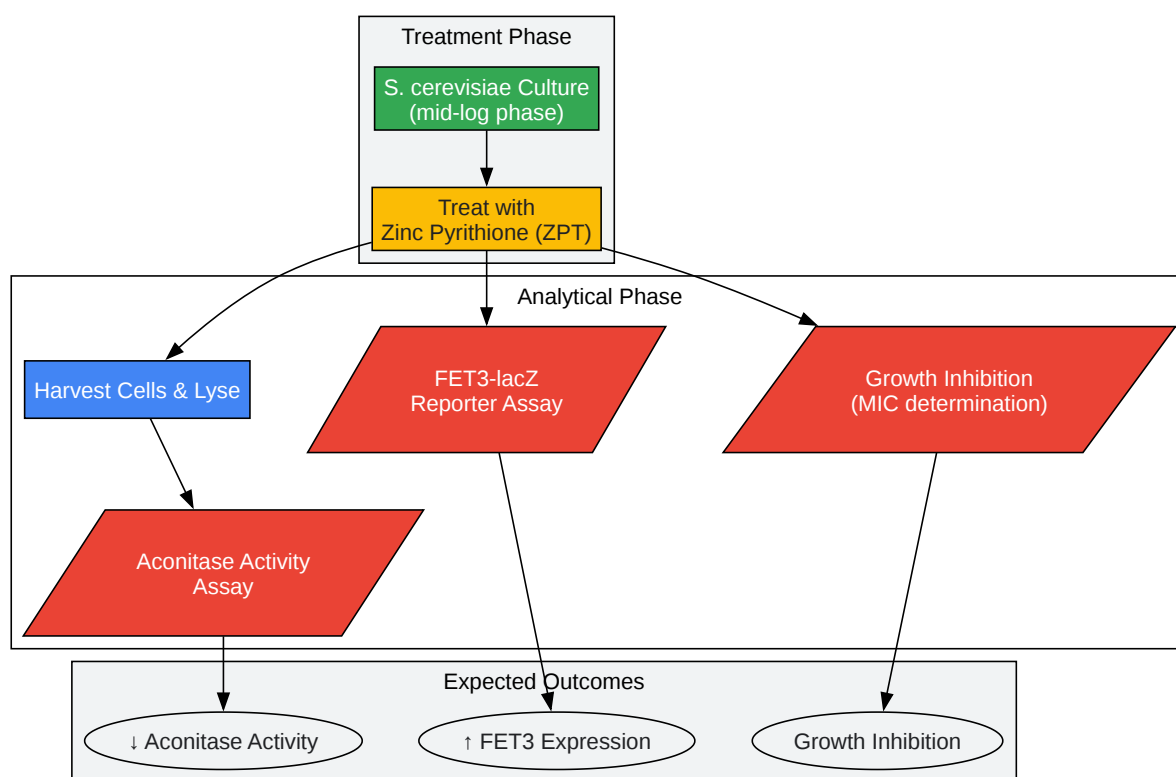 Treatment Phase
S. cerevisiae Culture
(mid-log phase)
Treat with
Zinc Pyrithione (ZPT)
Analytical Phase
Harvest Cells & Lyse
FET3-lacZ
Reporter Assay
Growth Inhibition
(MIC determination)
Aconitase Activity
Assay
Expected Outcomes
↓ Aconitase Activity
↑ FET3 Expression
Growth Inhibition